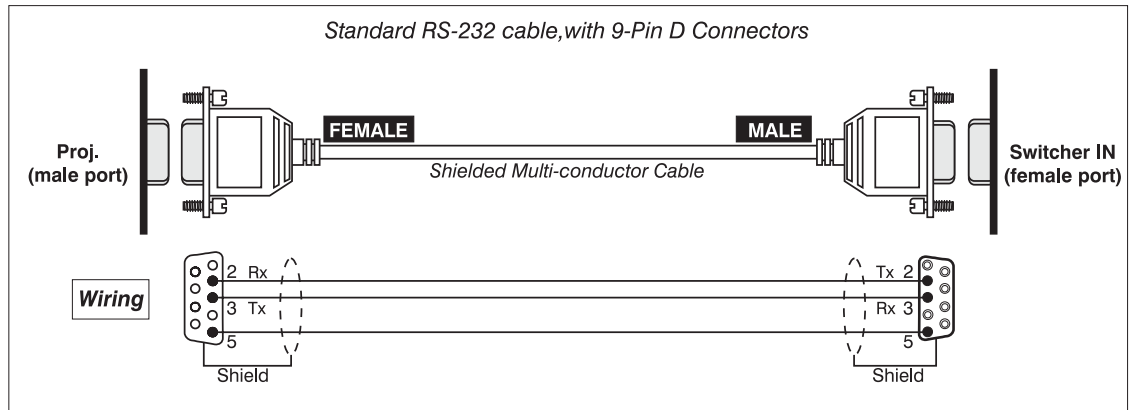 Standard RS-232 cable,with 9-Pin D Connectors
FEMALE
MALE
Proj.
(male port)
Shielded Multi-conductor Cable
Switcher IN
(female port)
Wiring
2 Rx
Tx 2
3 Tx
Rx 3
5
5
Shield
Shield